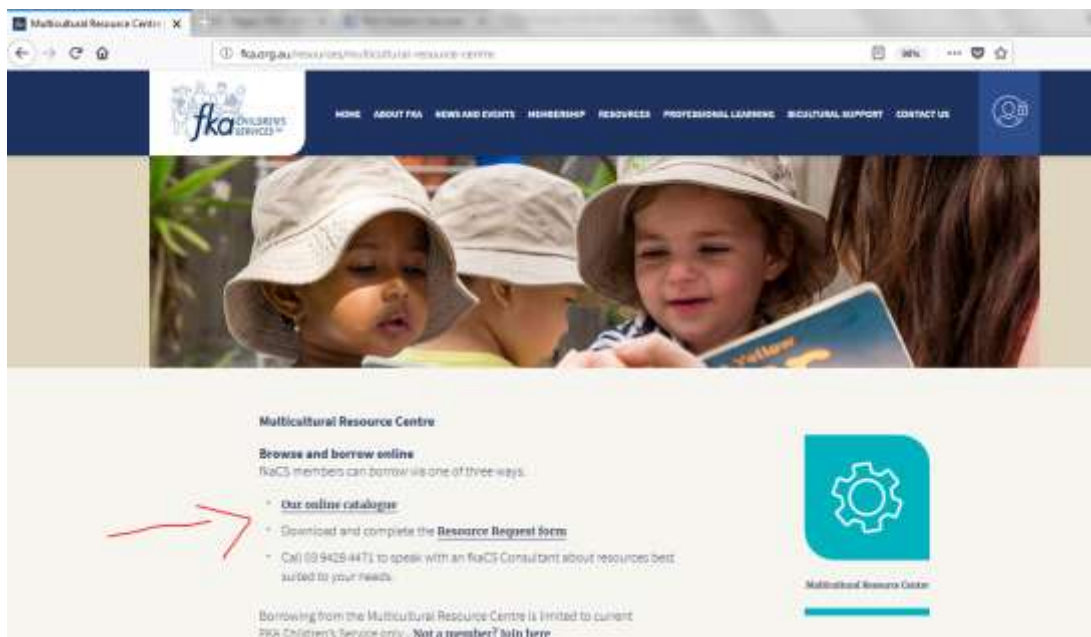 Multicultural Resource Centre
fka.org.au/resources/multicultural-resource-centre
90%
fka CHILDREN'S
SERVICES
HOME ABOUT FKA NEWS AND EVENTS MEMBERSHIP RESOURCES PROFESSIONAL LEARNING BICULTURAL SUPPORT CONTACT US
Yellow
Multicultural Resource Centre
Browse and borrow online
fkaCS members can borrow via one of three ways.
Our online catalogue
Download and complete the Resource Request form
Call 03 9428 4471 to speak with an fkaCS Consultant about resources best
suited to your needs.
Multicultural Resource Centre
Borrowing from the Multicultural Resource Centre is limited to current
FKA Children's Service only. Not a member? Join here